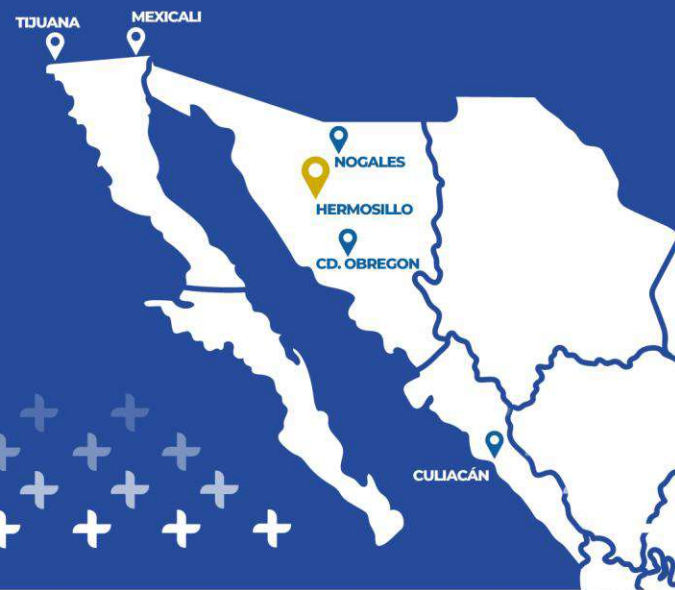 TIJUANA
MEXICALI
NOGALES
HERMOSILLO
CD. OBREGON
CULIACÁN